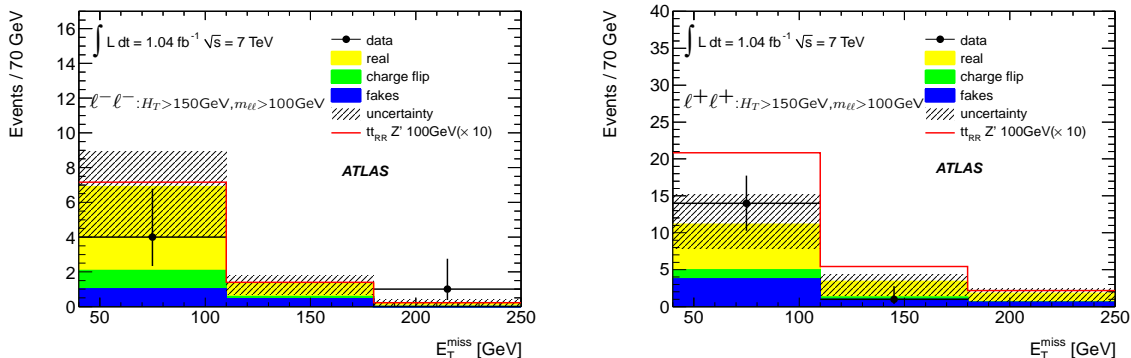 Events / 70 GeV
16
14
12
10
8
6
4
2
0
∫ L dt = 1.04 fb⁻¹ √s = 7 TeV
ℓ⁻ℓ⁻:H_T>150GeV,m_ℓℓ>100GeV
data
real
charge flip
fakes
uncertainty
tt_RR Z' 100GeV(× 10)
ATLAS
50 100 150 200 250
E_T^miss [GeV]
Events / 70 GeV
40
35
30
25
20
15
10
5
0
∫ L dt = 1.04 fb⁻¹ √s = 7 TeV
ℓ⁺ℓ⁺:H_T>150GeV,m_ℓℓ>100GeV
data
real
charge flip
fakes
uncertainty
tt_RR Z' 100GeV(× 10)
ATLAS
50 100 150 200 250
E_T^miss [GeV]